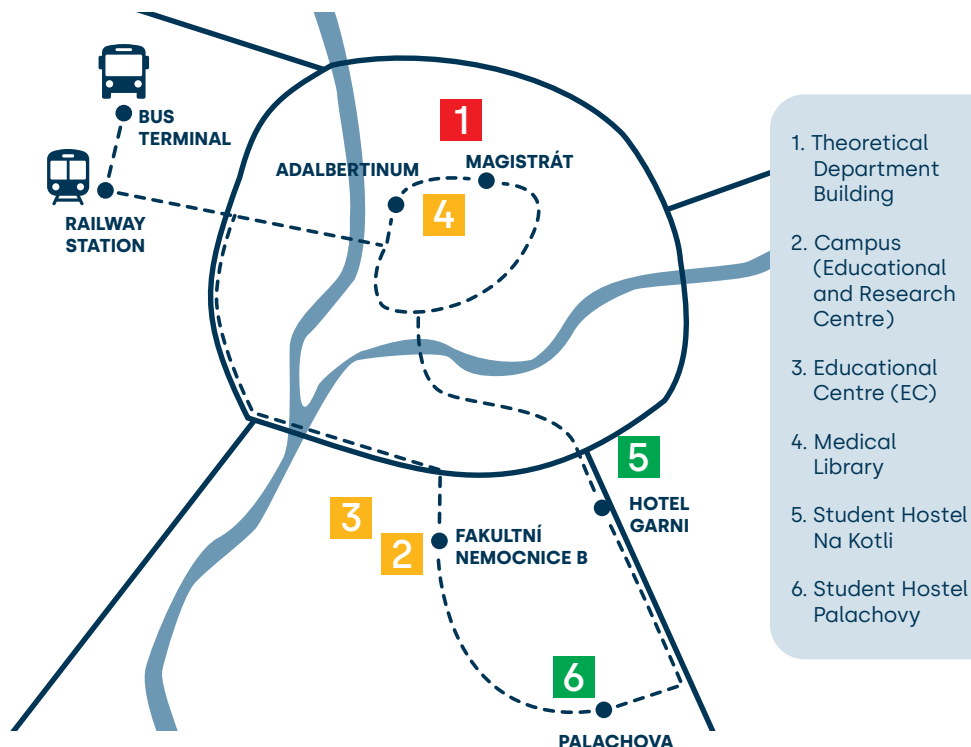 BUS
TERMINAL
1
ADALBERTINUM
MAGISTRÁT
4
RAILWAY
STATION
5
HOTEL
GARNI
3
2
FAKULTNÍ
NEMOCNICE B
6
PALACHOVA
1. Theoretical
Department
Building
2. Campus
(Educational
and Research
Centre)
3. Educational
Centre (EC)
4. Medical
Library
5. Student Hostel
Na Kotli
6. Student Hostel
Palachovy